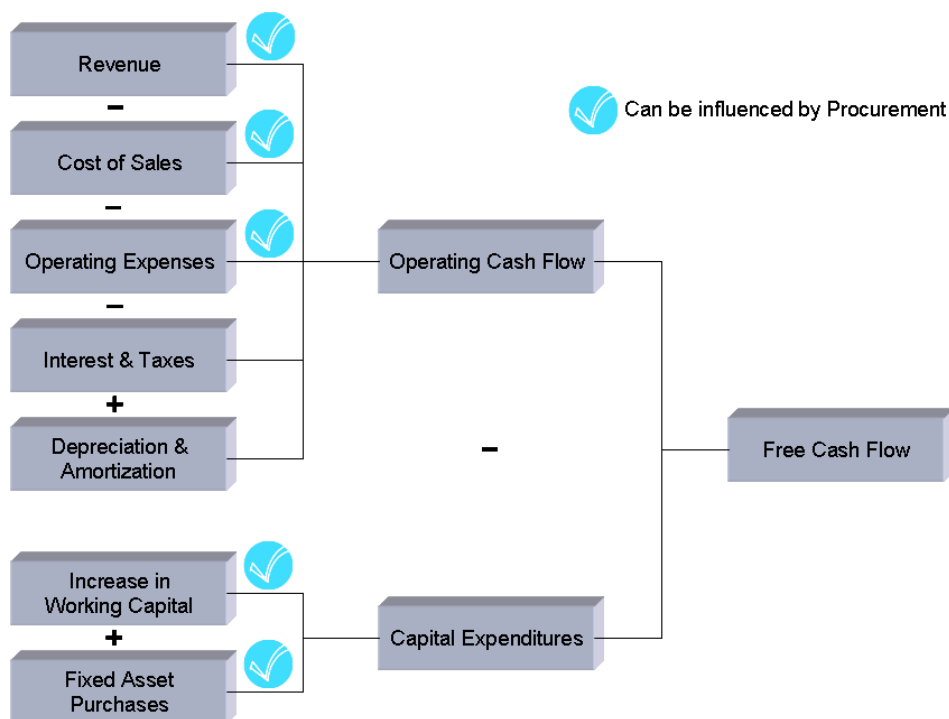 Revenue
Can be influenced by Procurement
–
Cost of Sales
–
Operating Expenses
Operating Cash Flow
–
Interest & Taxes
+
Depreciation &
Amortization
–
Free Cash Flow
Increase in
Working Capital
+
Capital Expenditures
Fixed Asset
Purchases